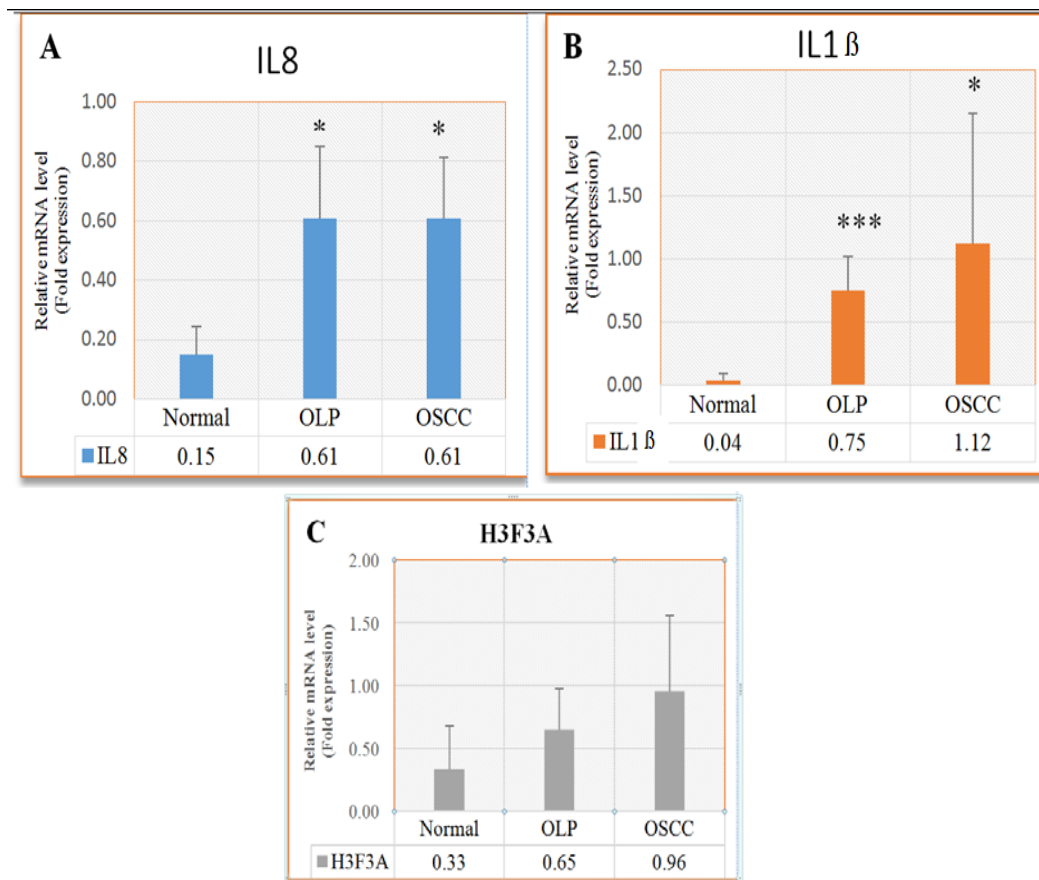 A
IL8
Relative mRNA level
(Fold expression)
1.00
0.80
0.60
0.40
0.20
0.00
*
*
Normal OLP OSCC
IL8 0.15 0.61 0.61
B
IL1 ß
Relative mRNA level
(Fold expression)
2.50
2.00
1.50
1.00
0.50
0.00
***
*
Normal OLP OSCC
IL1 ß 0.04 0.75 1.12
C
H3F3A
Relative mRNA level
(Fold expression)
2.00
1.50
1.00
0.50
0.00
Normal OLP OSCC
H3F3A 0.33 0.65 0.96